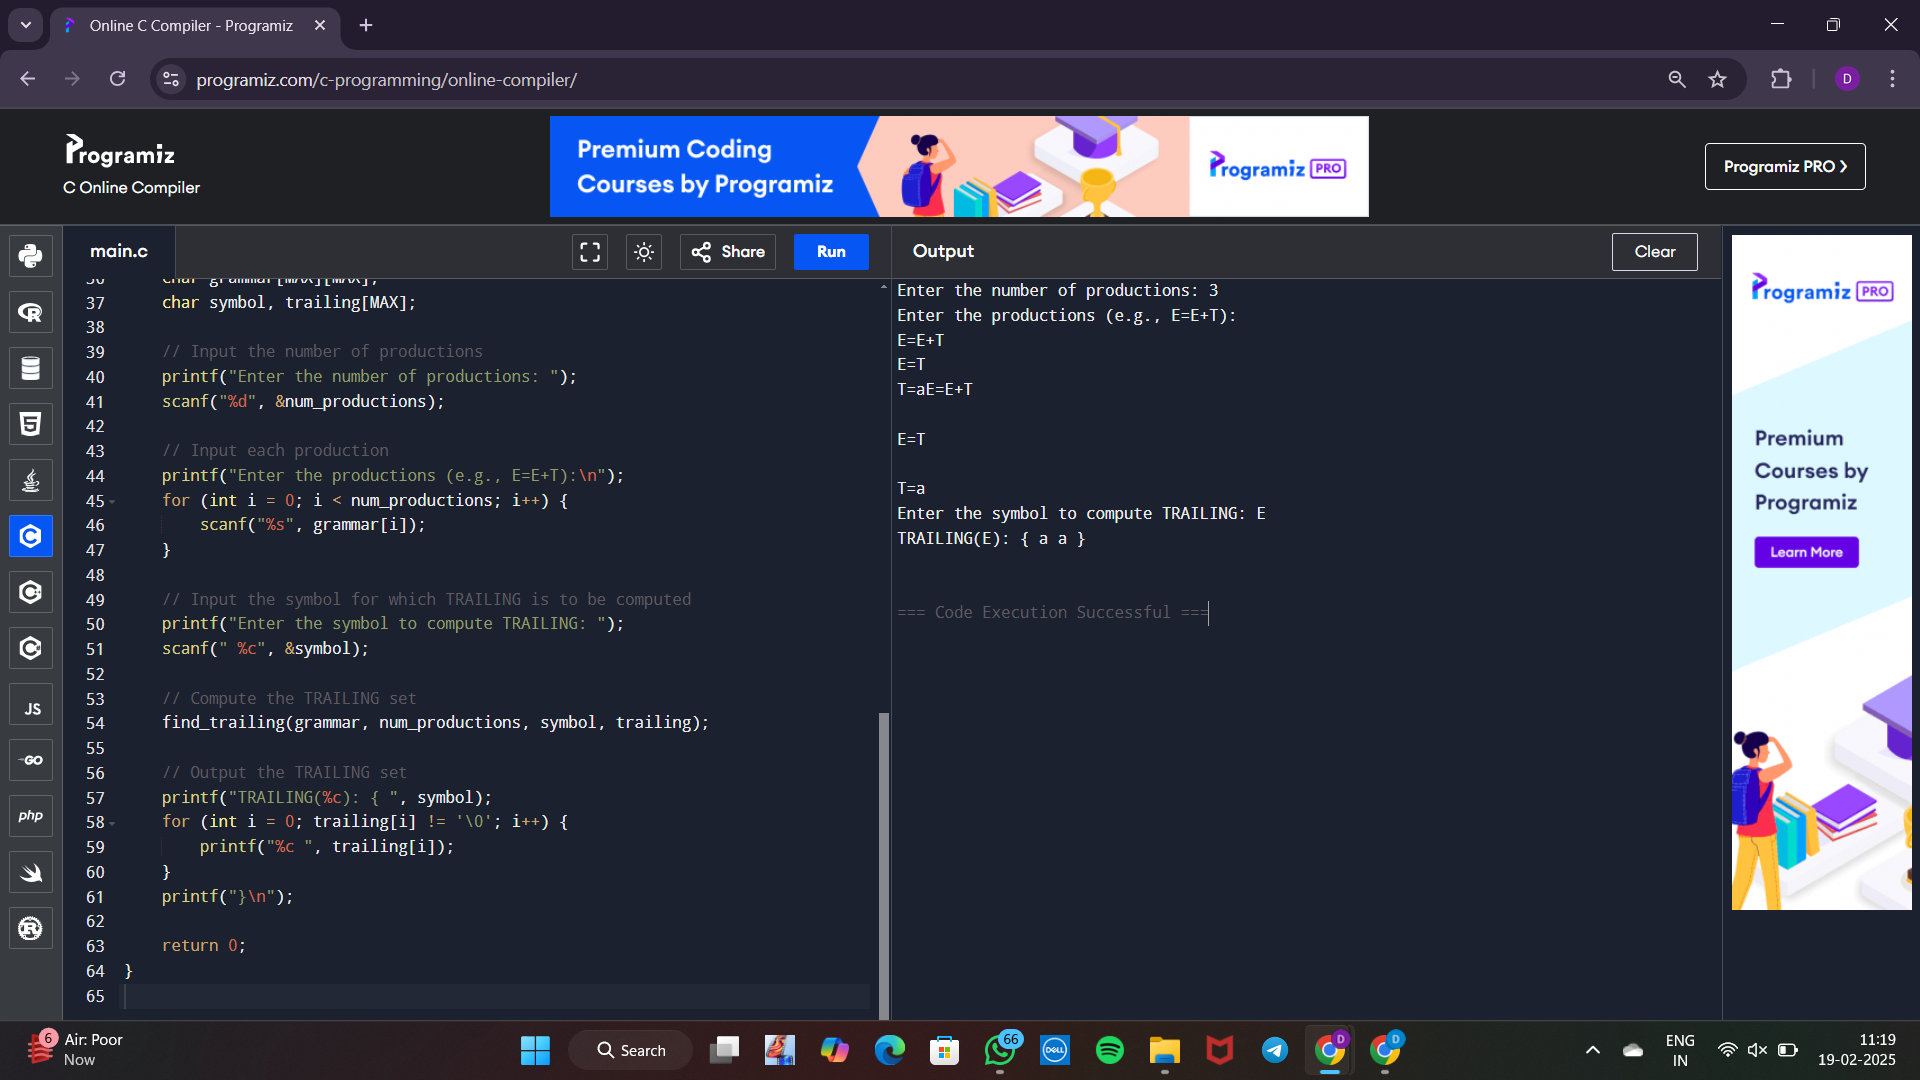 Online C Compiler - Programiz
programiz.com/c-programming/online-compiler/
D
Programiz
C Online Compiler
Premium Coding
Courses by Programiz
Programiz PRO
Programiz PRO ❯
main.c
Share
Run
Output
Clear
36 char grammar[MAX][MAX];
37 char symbol, trailing[MAX];
38
39 // Input the number of productions
40 printf("Enter the number of productions: ");
41 scanf("%d", &num_productions);
42
43 // Input each production
44 printf("Enter the productions (e.g., E=E+T):\n");
45 for (int i = 0; i < num_productions; i++) {
46 scanf("%s", grammar[i]);
47 }
48
49 // Input the symbol for which TRAILING is to be computed
50 printf("Enter the symbol to compute TRAILING: ");
51 scanf(" %c", &symbol);
52
53 // Compute the TRAILING set
54 find_trailing(grammar, num_productions, symbol, trailing);
55
56 // Output the TRAILING set
57 printf("TRAILING(%c): { ", symbol);
58 for (int i = 0; trailing[i] != '\0'; i++) {
59 printf("%c ", trailing[i]);
60 }
61 printf("}\n");
62
63 return 0;
64 }
65
Enter the number of productions: 3
Enter the productions (e.g., E=E+T):
E=E+T
E=T
T=aE=E+T
E=T
T=a
Enter the symbol to compute TRAILING: E
TRAILING(E): { a a }
=== Code Execution Successful ===
Programiz PRO
Premium
Courses by
Programiz
Learn More
JS
GO
php
6
Air: Poor
Now
Search
66
DELL
D
D
ENG
IN
11:19
19-02-2025